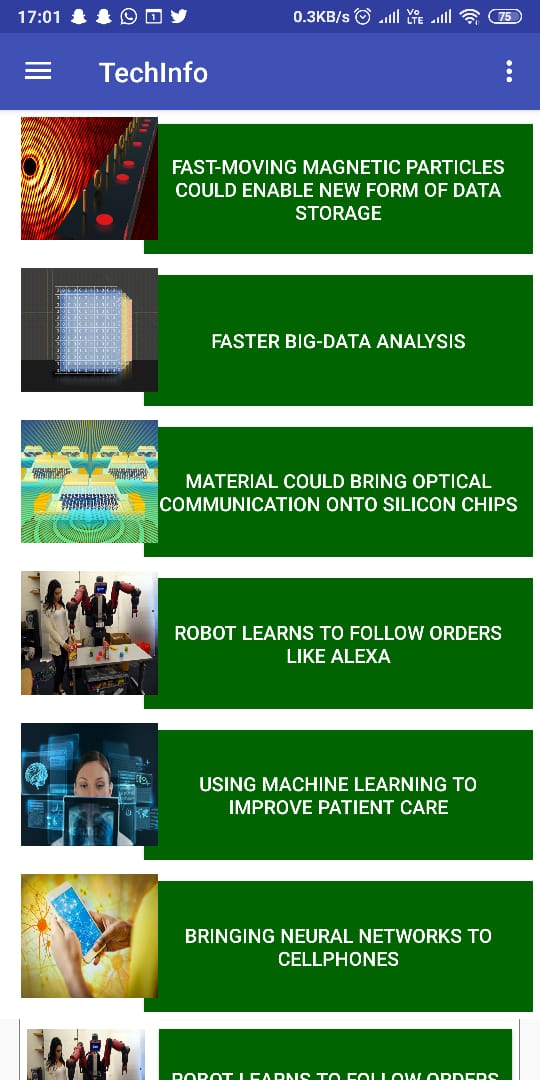 17:01
0.3KB/s
Vo
LTE
75
1
TechInfo
FAST-MOVING MAGNETIC PARTICLES
COULD ENABLE NEW FORM OF DATA
STORAGE
FASTER BIG-DATA ANALYSIS
MATERIAL COULD BRING OPTICAL
COMMUNICATION ONTO SILICON CHIPS
ROBOT LEARNS TO FOLLOW ORDERS
LIKE ALEXA
USING MACHINE LEARNING TO
IMPROVE PATIENT CARE
BRINGING NEURAL NETWORKS TO
CELLPHONES
ROBOT LEARNS TO FOLLOW ORDERS